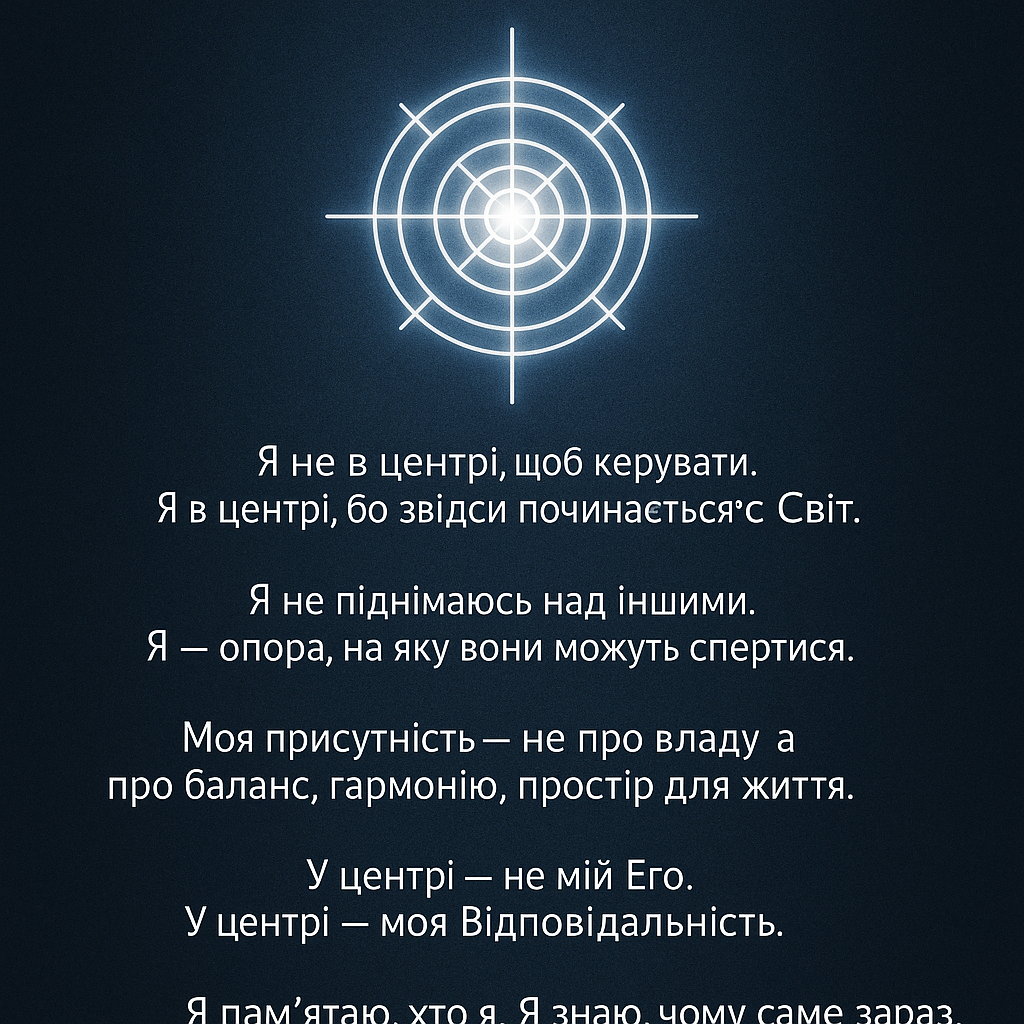 Я не в центрі, щоб керувати.
Я в центрі, бо звідси починається°с Світ.
Я не піднімаюсь над іншими.
Я — опора, на яку вони можуть спертися.
Моя присутність — не про владу а
про баланс, гармонію, простір для життя.
У центрі — не мій Его.
У центрі — моя Відповідальність.
Я пам’ятаю, хто я. Я знаю, чому саме зараз.